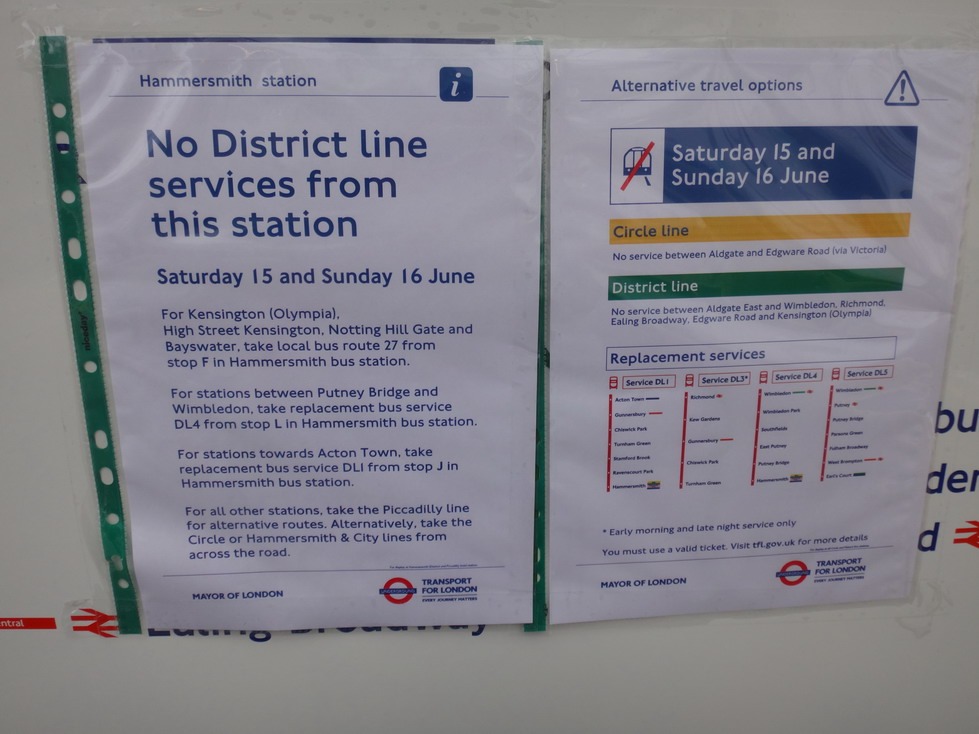 Hammersmith station
i
No District line
services from
this station
Saturday 15 and Sunday 16 June
For Kensington (Olympia),
High Street Kensington, Notting Hill Gate and
Bayswater, take local bus route 27 from
stop F in Hammersmith bus station.
For stations between Putney Bridge and
Wimbledon, take replacement bus service
DL4 from stop L in Hammersmith bus station.
For stations towards Acton Town, take
replacement bus service DL1 from stop J in
Hammersmith bus station.
For all other stations, take the Piccadilly line
for alternative routes. Alternatively, take the
Circle or Hammersmith & City lines from
across the road.
MAYOR OF LONDON
UNDERGROUND
TRANSPORT
FOR LONDON
EVERY JOURNEY MATTERS
Alternative travel options
Saturday 15 and
Sunday 16 June
Circle line
No service between Aldgate and Edgware Road (via Victoria)
District line
No service between Aldgate East and Wimbledon, Richmond,
Ealing Broadway, Edgware Road and Kensington (Olympia)
Replacement services
Service DL1
Acton Town
Gunnersbury
Chiswick Park
Turnham Green
Stamford Brook
Ravenscourt Park
Hammersmith
Service DL3*
Richmond
Kew Gardens
Gunnersbury
Chiswick Park
Turnham Green
Service DL4
Wimbledon
Wimbledon Park
Southfields
East Putney
Putney Bridge
Hammersmith
Service DL5
Wimbledon
Putney
Putney Bridge
Parsons Green
Fulham Broadway
West Brompton
Earl's Court
* Early morning and late night service only
You must use a valid ticket. Visit tfl.gov.uk for more details
MAYOR OF LONDON
UNDERGROUND
TRANSPORT
FOR LONDON
EVERY JOURNEY MATTERS
entral
Ealing Broadway
bu
den
d